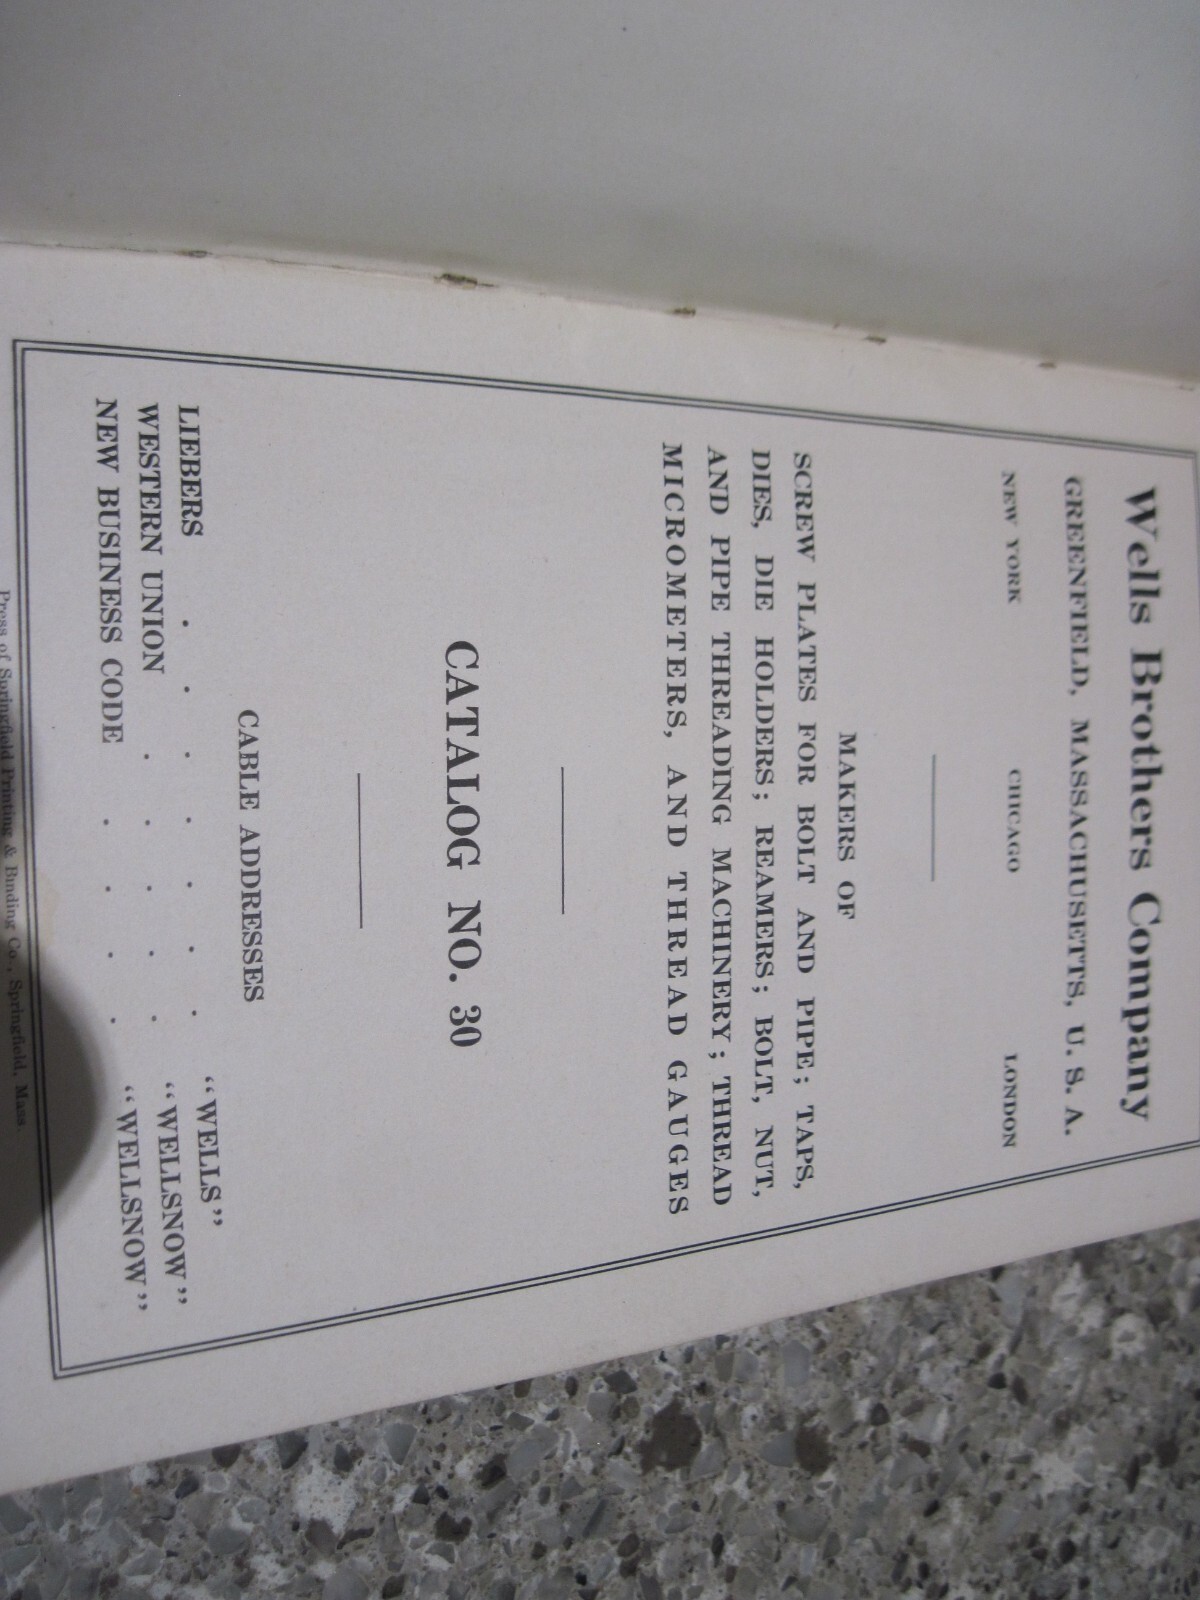 Wells Brothers Company
GREENFIELD, MASSACHUSETTS, U. S. A.
NEW YORK CHICAGO LONDON
MAKERS OF
SCREW PLATES FOR BOLT AND PIPE; TAPS,
DIES, DIE HOLDERS; REAMERS; BOLT, NUT,
AND PIPE THREADING MACHINERY; THREAD
MICROMETERS, AND THREAD GAUGES
CATALOG NO. 30
CABLE ADDRESSES
LIEBERS . . . . . . . "WELLS"
WESTERN UNION . . . . . "WELLSNOW"
NEW BUSINESS CODE . . . . "WELLSNOW"
Press of Springfield Printing & Binding Co., Springfield, Mass.